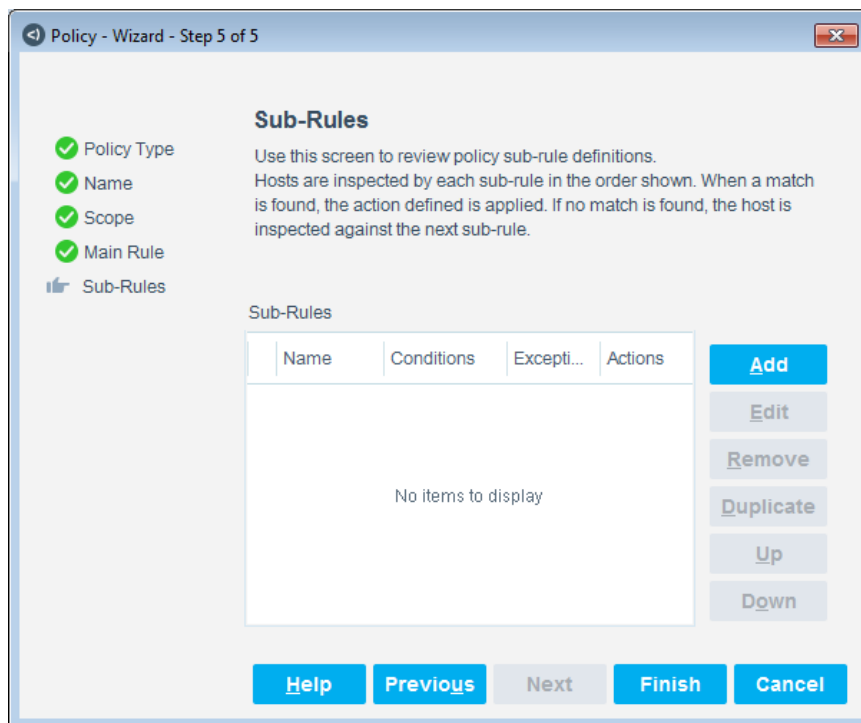 Policy - Wizard - Step 5 of 5
Policy Type
Name
Scope
Main Rule
Sub-Rules
Sub-Rules
Use this screen to review policy sub-rule definitions.
Hosts are inspected by each sub-rule in the order shown. When a match
is found, the action defined is applied. If no match is found, the host is
inspected against the next sub-rule.
Sub-Rules
Name Conditions Excepti... Actions
No items to display
Add
Edit
Remove
Duplicate
Up
Down
Help Previous Next Finish Cancel